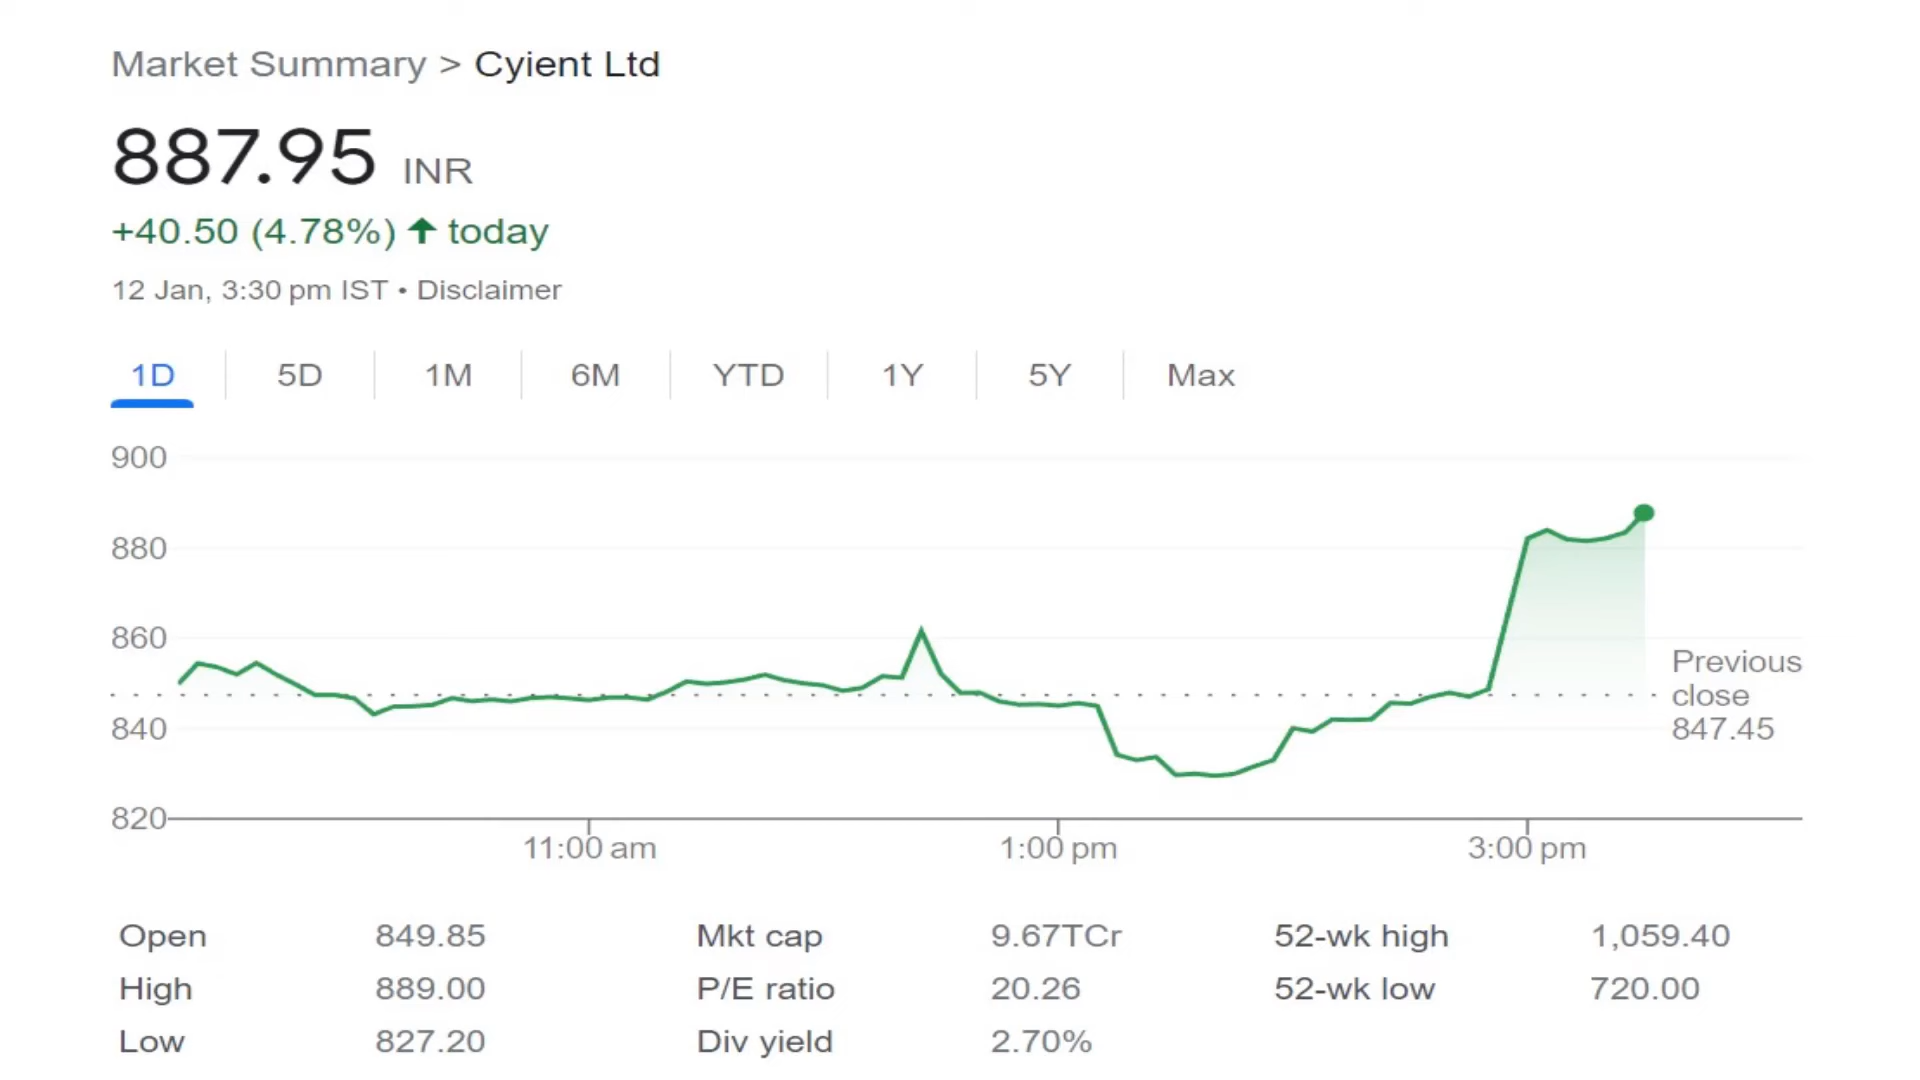 Market Summary > Cyient Ltd
887.95 INR
+40.50 (4.78%) ↑ today
12 Jan, 3:30 pm IST • Disclaimer
1D 5D 1M 6M YTD 1Y 5Y Max
900
880
860
840
820
Previous
close
847.45
11:00 am 1:00 pm 3:00 pm
Open 849.85 Mkt cap 9.67TCr 52-wk high 1,059.40
High 889.00 P/E ratio 20.26 52-wk low 720.00
Low 827.20 Div yield 2.70%